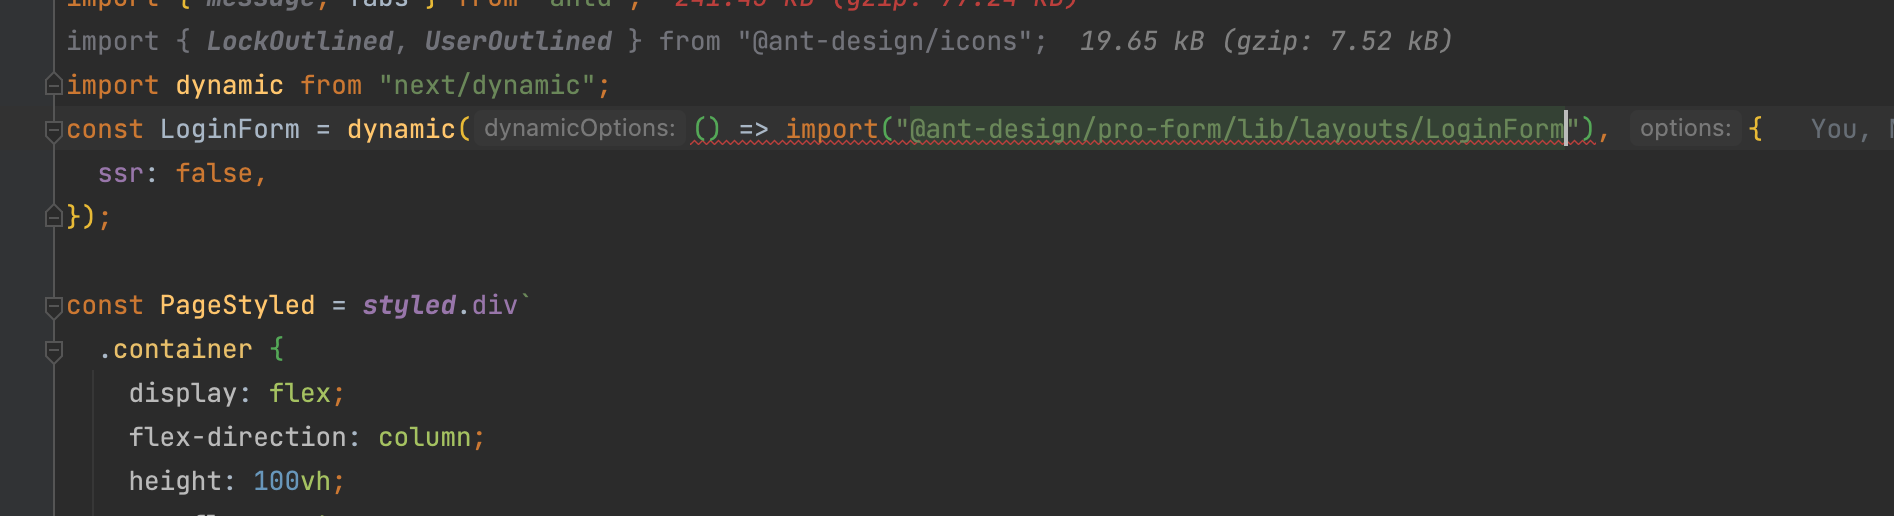 import { message, Tabs } from "antd"; 241.45 kB (gzip: 77.24 kB)
import { LockOutlined, UserOutlined } from "@ant-design/icons"; 19.65 kB (gzip: 7.52 kB)
import dynamic from "next/dynamic";
const LoginForm = dynamic( dynamicOptions: () => import("@ant-design/pro-form/lib/layouts/LoginForm"), options: { You,
  ssr: false,
});
const PageStyled = styled.div`
  .container {
    display: flex;
    flex-direction: column;
    height: 100vh;